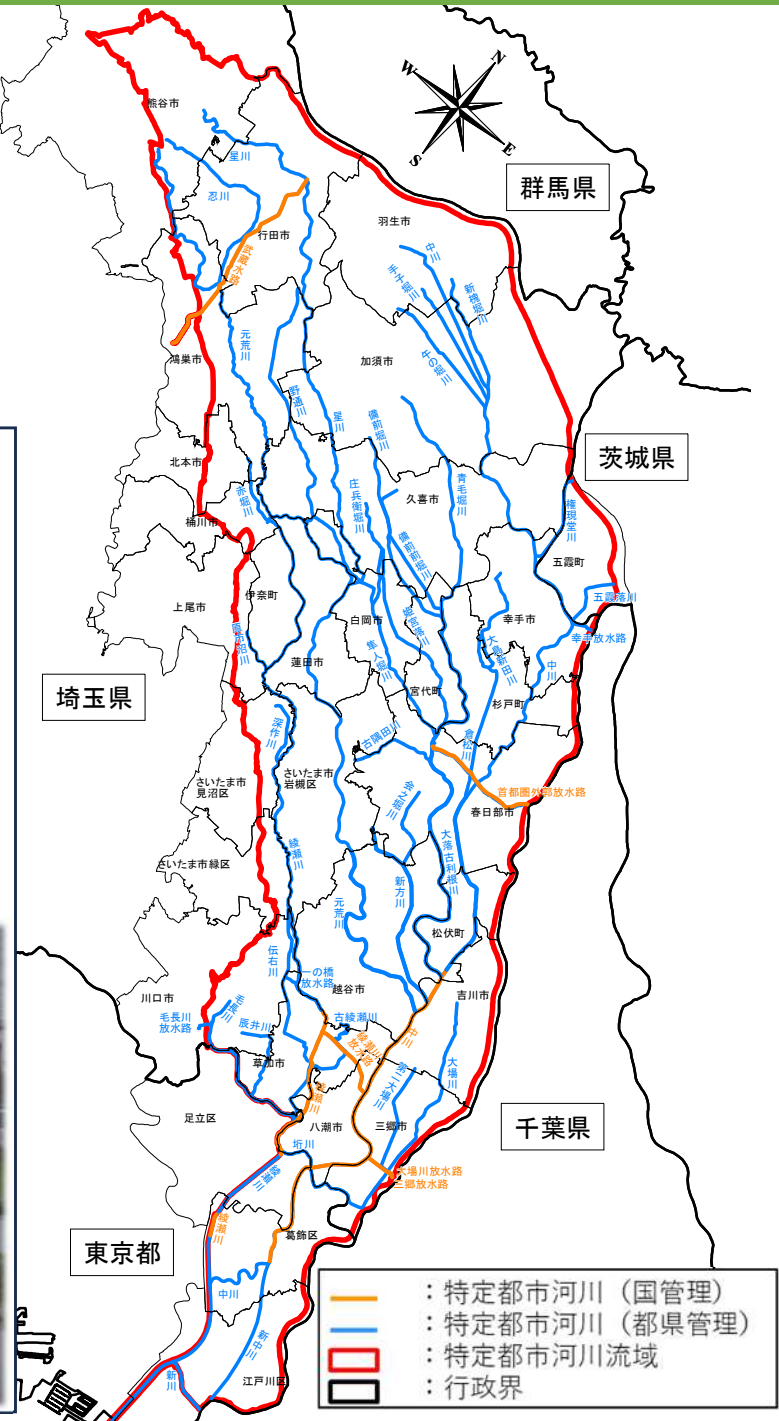 N
W
E
S
熊谷市
群馬県
星川
忍川
羽生市
行田市
中川
武蔵水路
手子堀川
新槐堀川
元荒川
午の堀川
鴻巣市
加須市
野通川
星川
備前堀川
茨城県
北本市
赤堀川
庄兵衛堀川
久喜市
青毛堀川
権現堂川
桶川市
備前前堀川
五霞町
伊奈町
五霞落川
上尾市
白岡市
姫宮落川
幸手市
幸手放水路
原市沼川
蓮田市
隼人堀川
大島新田川
中川
埼玉県
宮代町
杉戸町
深作川
古隅田川
倉松川
さいたま市
見沼区
さいたま市
岩槻区
首都圏外郭放水路
会之堀川
春日部市
綾瀬川
大落古利根川
さいたま市緑区
元荒川
新方川
松伏町
伝右川
一の橋
放水路
越谷市
吉川市
川口市
毛長川
放水路
毛長川
辰井川
古綾瀬川
綾瀬川
放水路
中川
草加市
第二大場川
大場川
足立区
綾瀬川
八潮市
三郷市
千葉県
垳川
大場川放水路
三郷放水路
綾瀬川
綾瀬川
葛飾区
東京都
中川
新中川
新川
江戸川区
：特定都市河川（国管理）
：特定都市河川（都県管理）
：特定都市河川流域
：行政界